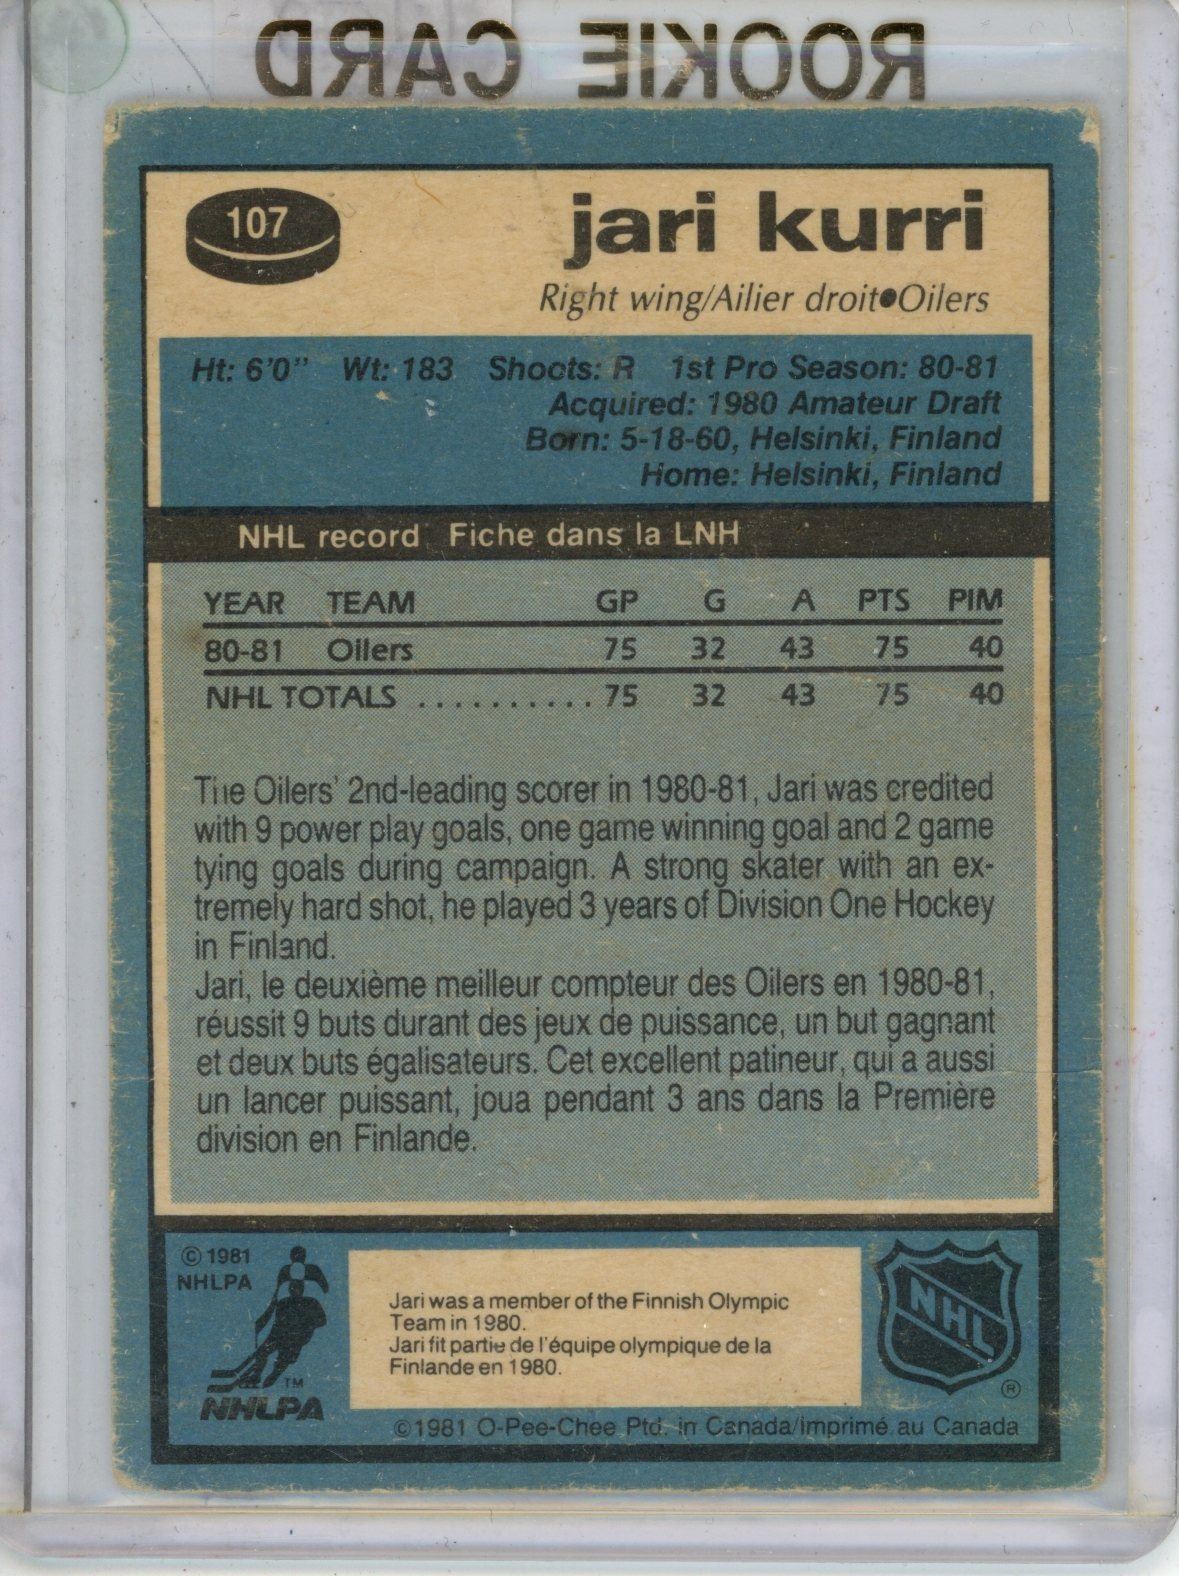 ROOKIE CARD
107
jari kurri
Right wing/Ailier droit•Oilers
Ht: 6'0" Wt: 183 Shoots: R 1st Pro Season: 80-81
Acquired: 1980 Amateur Draft
Born: 5-18-60, Helsinki, Finland
Home: Helsinki, Finland
NHL record Fiche dans la LNH
YEAR TEAM GP G A PTS PIM
80-81 Oilers 75 32 43 75 40
NHL TOTALS .......... 75 32 43 75 40
The Oilers' 2nd-leading scorer in 1980-81, Jari was credited
with 9 power play goals, one game winning goal and 2 game
tying goals during campaign. A strong skater with an ex-
tremely hard shot, he played 3 years of Division One Hockey
in Finland.
Jari, le deuxième meilleur compteur des Oilers en 1980-81,
réussit 9 buts durant des jeux de puissance, un but gagnant
et deux buts égalisateurs. Cet excellent patineur, qui a aussi
un lancer puissant, joua pendant 3 ans dans la Première
division en Finlande.
© 1981
NHLPA
TM
NHLPA
Jari was a member of the Finnish Olympic
Team in 1980.
Jari fit partie de l'équipe olympique de la
Finlande en 1980.
NHL
®
©1981 O-Pee-Chee Ptd. in Canada/Imprimé au Canada